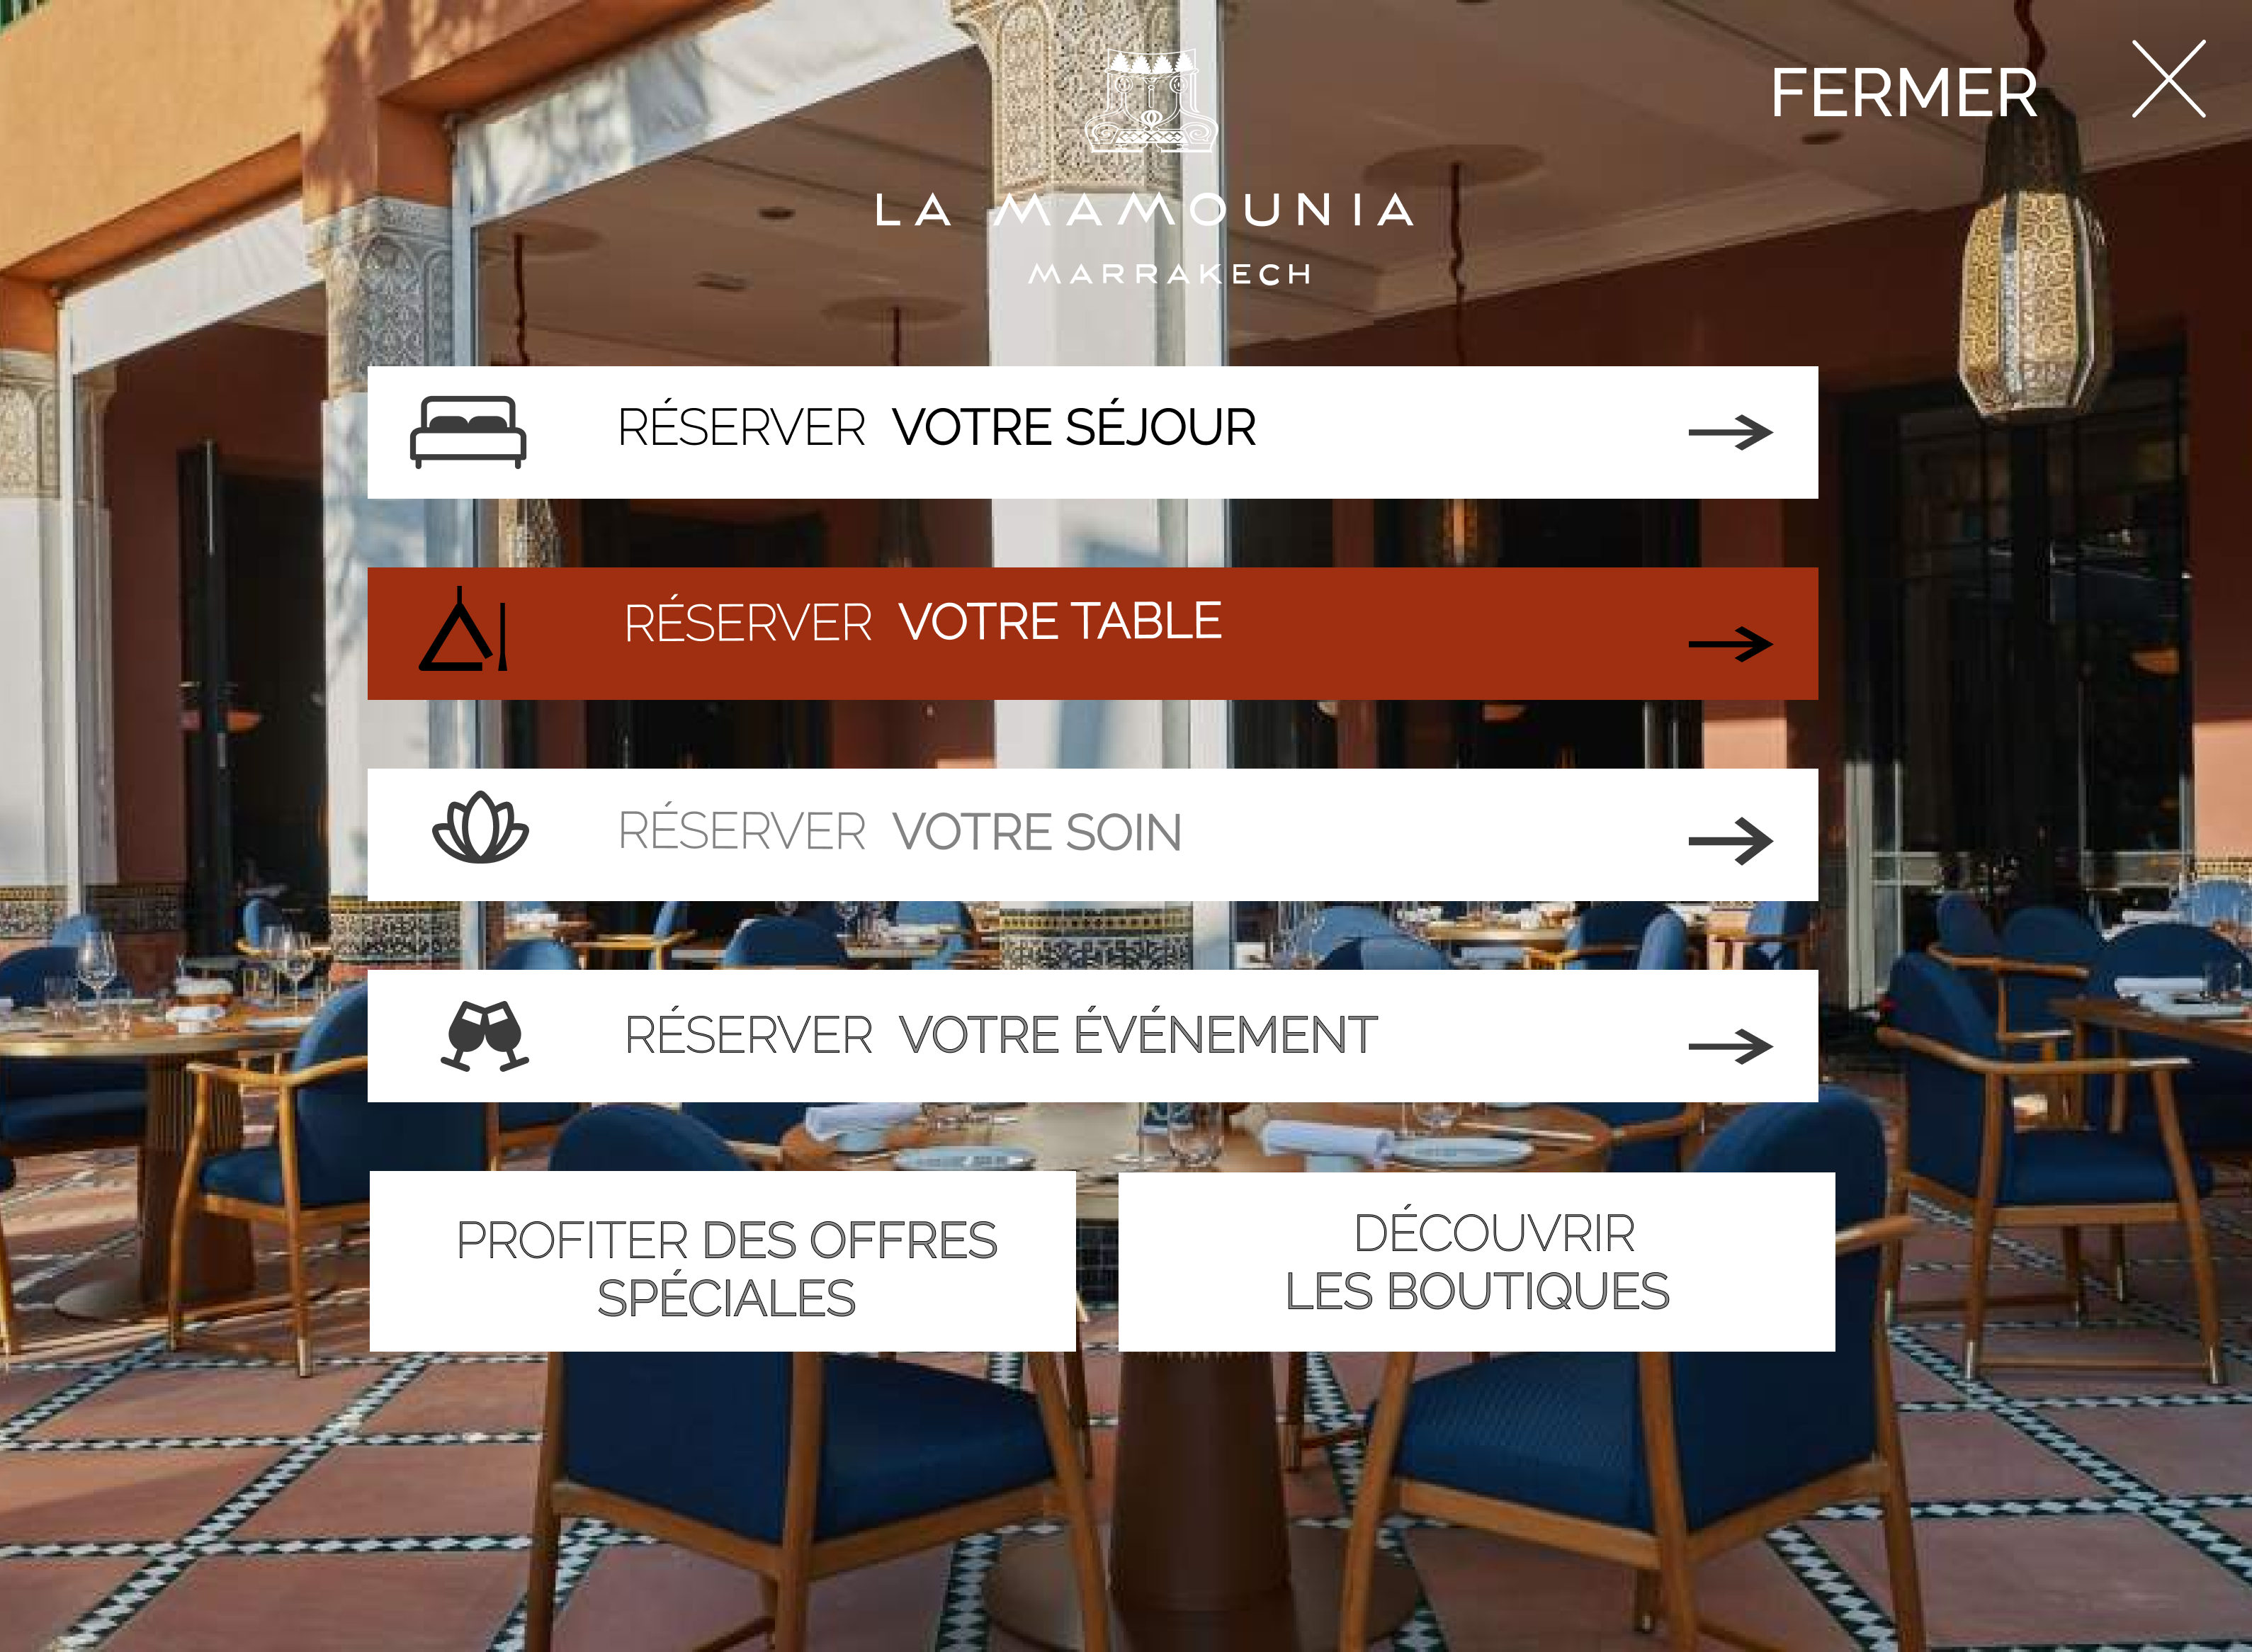 FERMER
LA MAMOUNIA
MARRAKECH
RÉSERVER VOTRE SÉJOUR
RÉSERVER VOTRE TABLE
RÉSERVER VOTRE SOIN
RÉSERVER VOTRE ÉVÉNEMENT
PROFITER DES OFFRES
SPÉCIALES
DÉCOUVRIR
LES BOUTIQUES